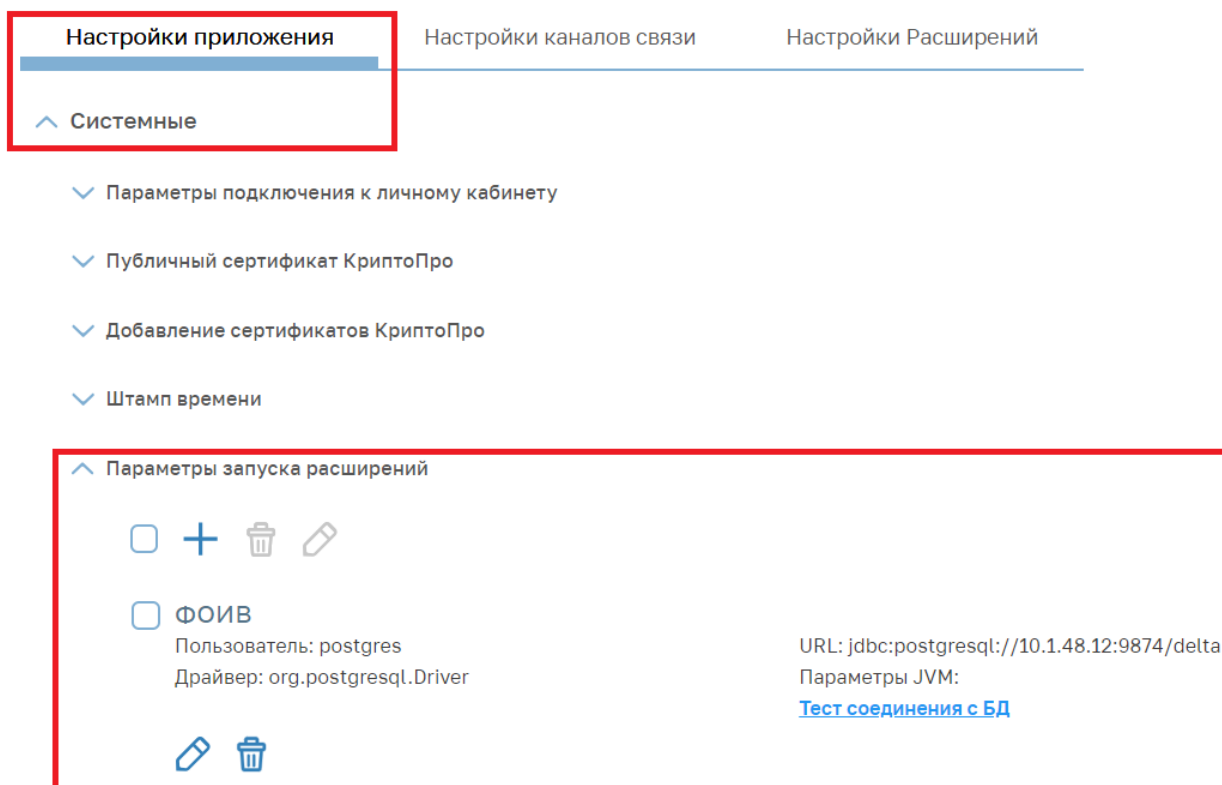 Настройки приложения Настройки каналов связи Настройки Расширений
Системные
Параметры подключения к личному кабинету
Публичный сертификат КриптоПро
Добавление сертификатов КриптоПро
Штамп времени
Параметры запуска расширений
ФОИВ
Пользователь: postgres URL: jdbc:postgresql://10.1.48.12:9874/delta
Драйвер: org.postgresql.Driver Параметры JVM:
Тест соединения с БД